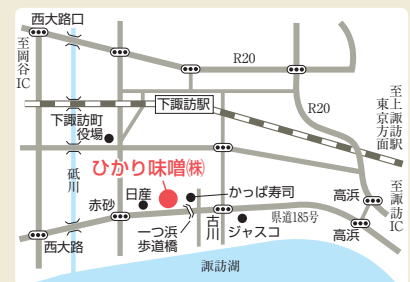 西大路口
至岡谷IC
R20
下諏訪駅
R20
至上諏訪駅
東京方面
下諏訪町
役場
砥川
ひかり味噌㈱
日産
かっぱ寿司
高浜
至諏訪IC
赤砂
一つ浜
歩道橋
古川
ジャスコ
県道185号
高浜
西大路
諏訪湖